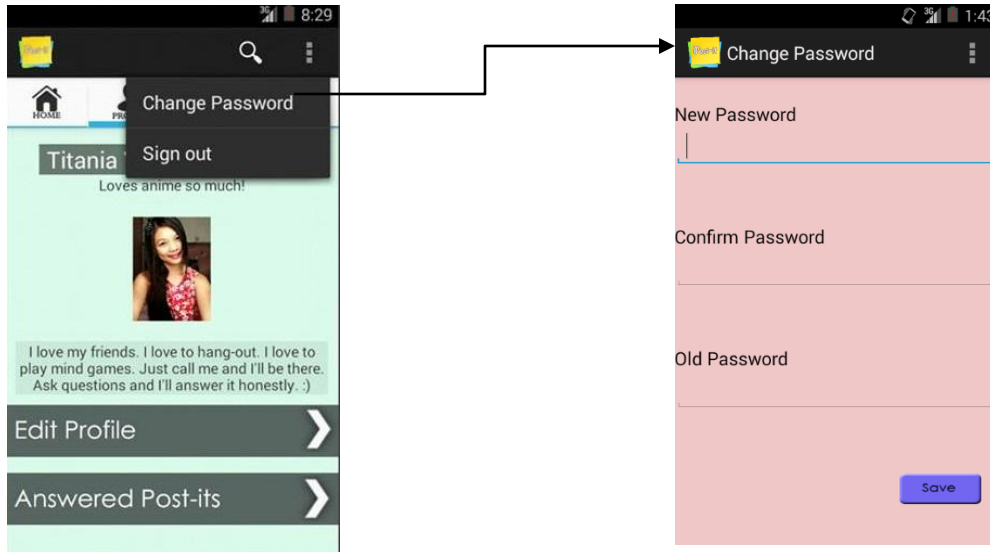 3G 8:29
Change Password
Sign out
HOME
Titania
Loves anime so much!
I love my friends. I love to hang-out. I love to
play mind games. Just call me and I'll be there.
Ask questions and I'll answer it honestly. :)
Edit Profile
Answered Post-its
3G 1:43
Change Password
New Password
Confirm Password
Old Password
Save